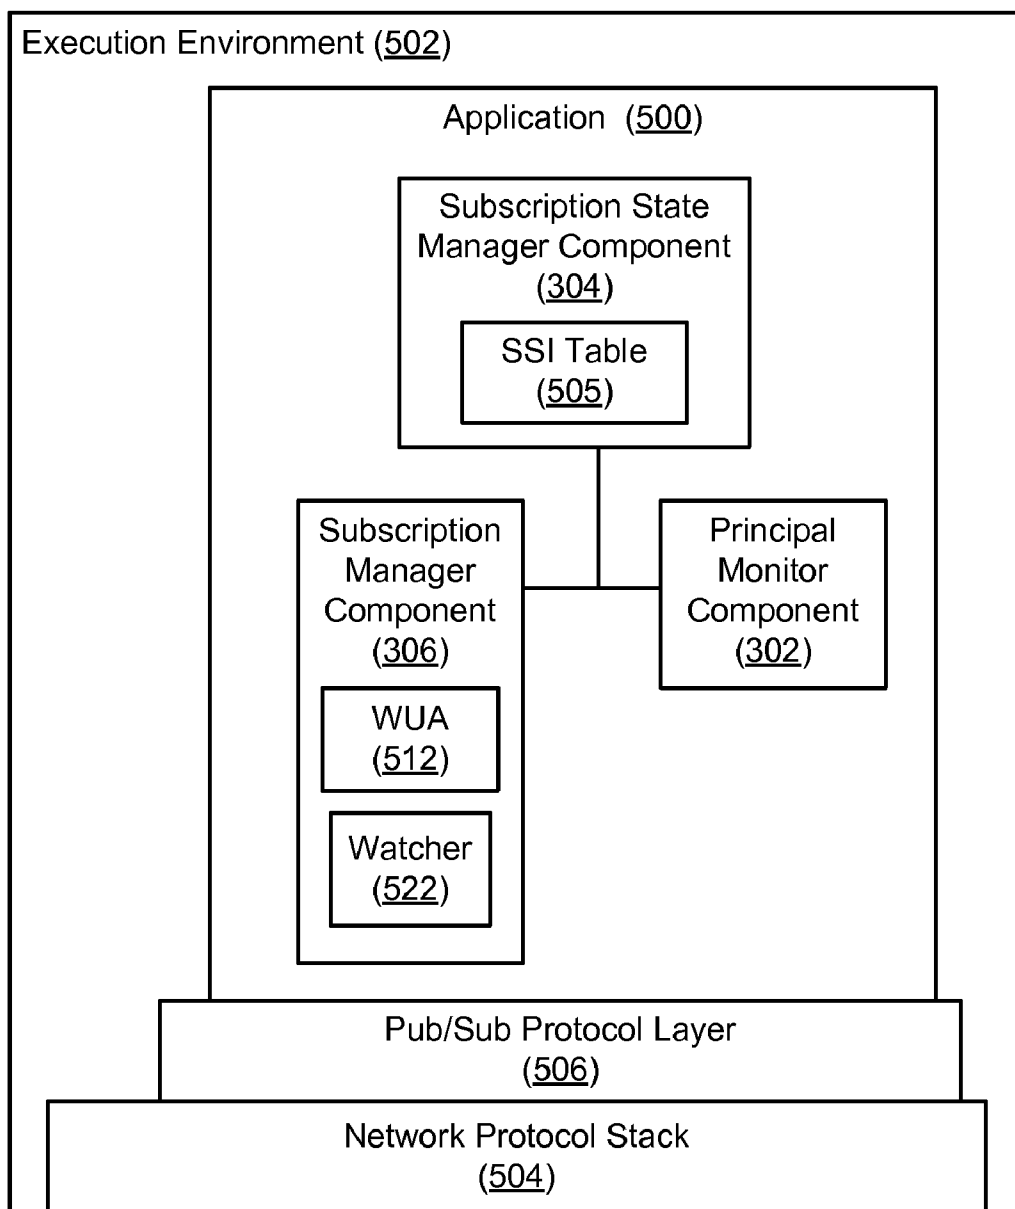 Execution Environment (502)
Application (500)
Subscription State
Manager Component
(304)
SSI Table
(505)
Subscription
Manager
Component
(306)
WUA
(512)
Watcher
(522)
Principal
Monitor
Component
(302)
Pub/Sub Protocol Layer
(506)
Network Protocol Stack
(504)